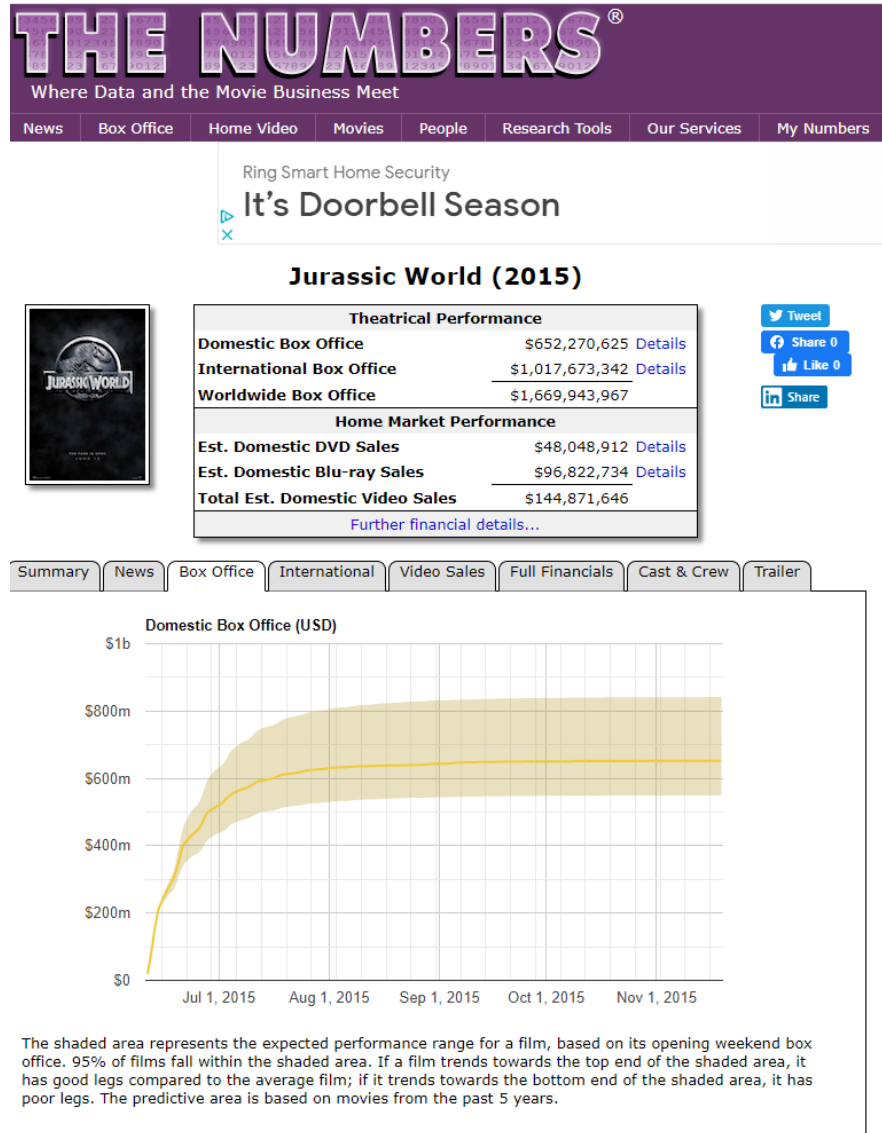 THE NUMBERS®
Where Data and the Movie Business Meet
News Box Office Home Video Movies People Research Tools Our Services My Numbers
Ring Smart Home Security
It's Doorbell Season
Jurassic World (2015)
JURASSIC WORLD
THE PARK IS OPEN
JUNE 12
Theatrical Performance
Domestic Box Office $652,270,625 Details
International Box Office $1,017,673,342 Details
Worldwide Box Office $1,669,943,967
Home Market Performance
Est. Domestic DVD Sales $48,048,912 Details
Est. Domestic Blu-ray Sales $96,822,734 Details
Total Est. Domestic Video Sales $144,871,646
Further financial details...
Tweet
Share 0
Like 0
in Share
Summary News Box Office International Video Sales Full Financials Cast & Crew Trailer
Domestic Box Office (USD)
$1b
$800m
$600m
$400m
$200m
$0
Jul 1, 2015 Aug 1, 2015 Sep 1, 2015 Oct 1, 2015 Nov 1, 2015
The shaded area represents the expected performance range for a film, based on its opening weekend box
office. 95% of films fall within the shaded area. If a film trends towards the top end of the shaded area, it
has good legs compared to the average film; if it trends towards the bottom end of the shaded area, it has
poor legs. The predictive area is based on movies from the past 5 years.